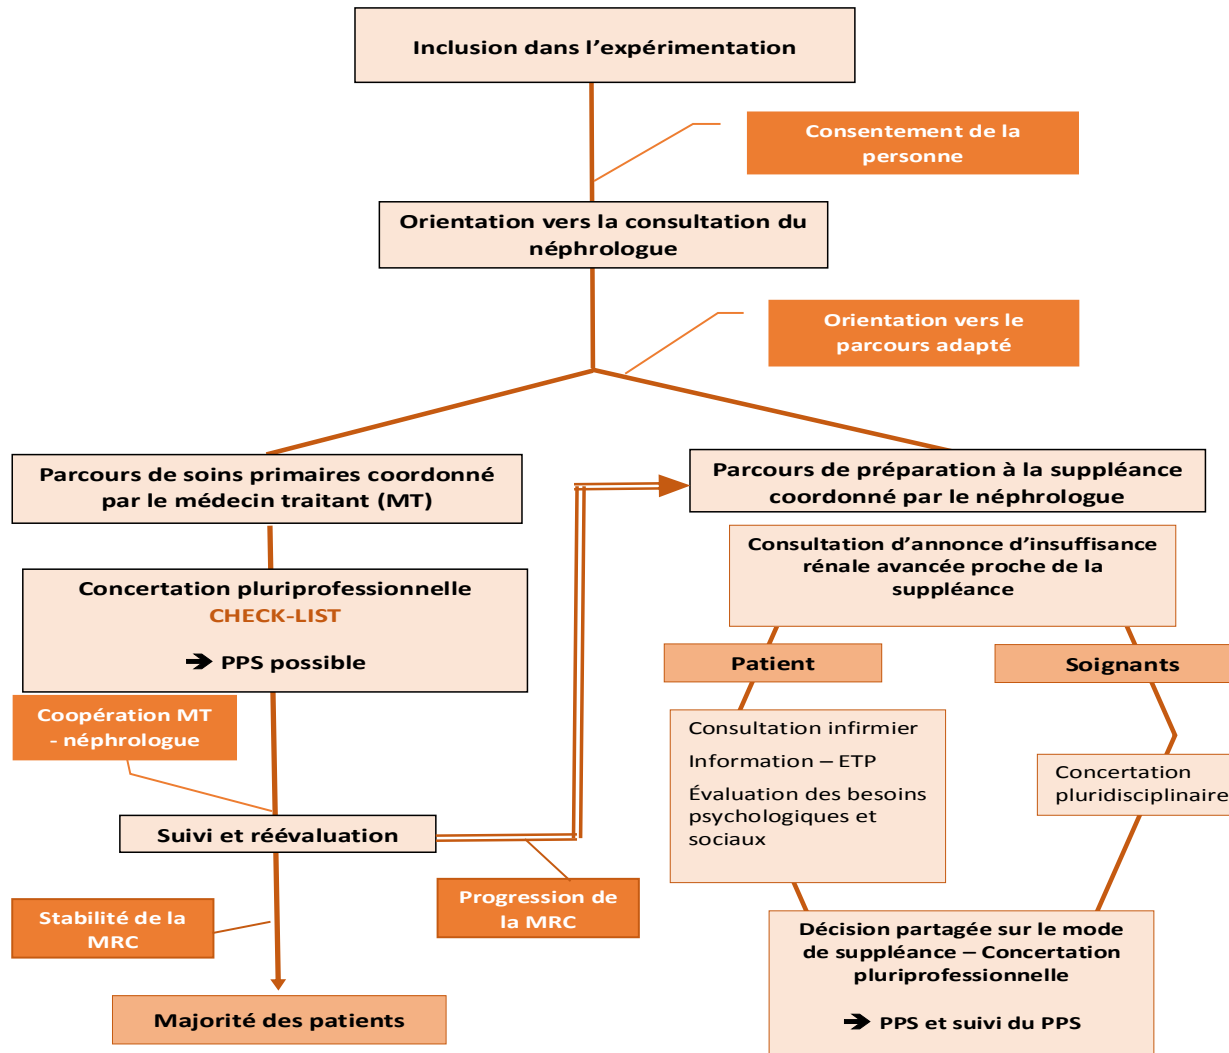 Inclusion dans l’expérimentation
Consentement de la
personne
Orientation vers la consultation du
néphrologue
Orientation vers le
parcours adapté
Parcours de soins primaires coordonné
par le médecin traitant (MT)
Concertation pluriprofessionnelle
CHECK-LIST
➔ PPS possible
Coopération MT
- néphrologue
Suivi et réévaluation
Stabilité de la
MRC
Progression de
la MRC
Majorité des patients
Parcours de préparation à la suppléance
coordonné par le néphrologue
Consultation d’annonce d’insuffisance
rénale avancée proche de la
suppléance
Patient
Soignants
Consultation infirmier
Information – ETP
Évaluation des besoins
psychologiques et
sociaux
Concertation
pluridisciplinaire
Décision partagée sur le mode
de suppléance – Concertation
pluriprofessionnelle
➔ PPS et suivi du PPS